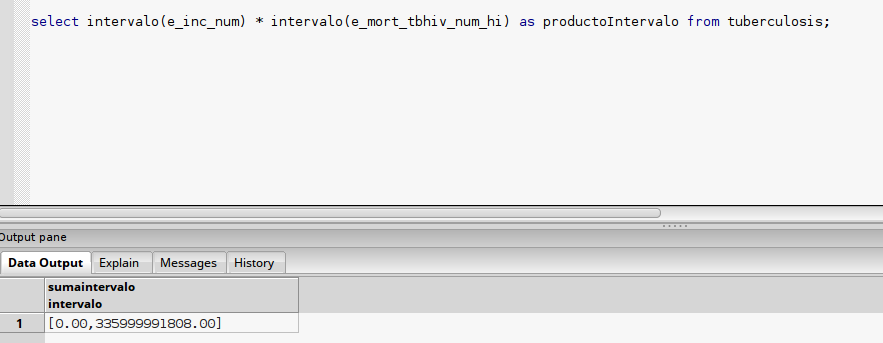 select intervalo(e_inc_num) * intervalo(e_mort_tbhiv_num_hi) as productoIntervalo from tuberculosis;
Output pane
Data Output Explain Messages History
sumaintervalo
intervalo
1 [0.00,335999991808.00]